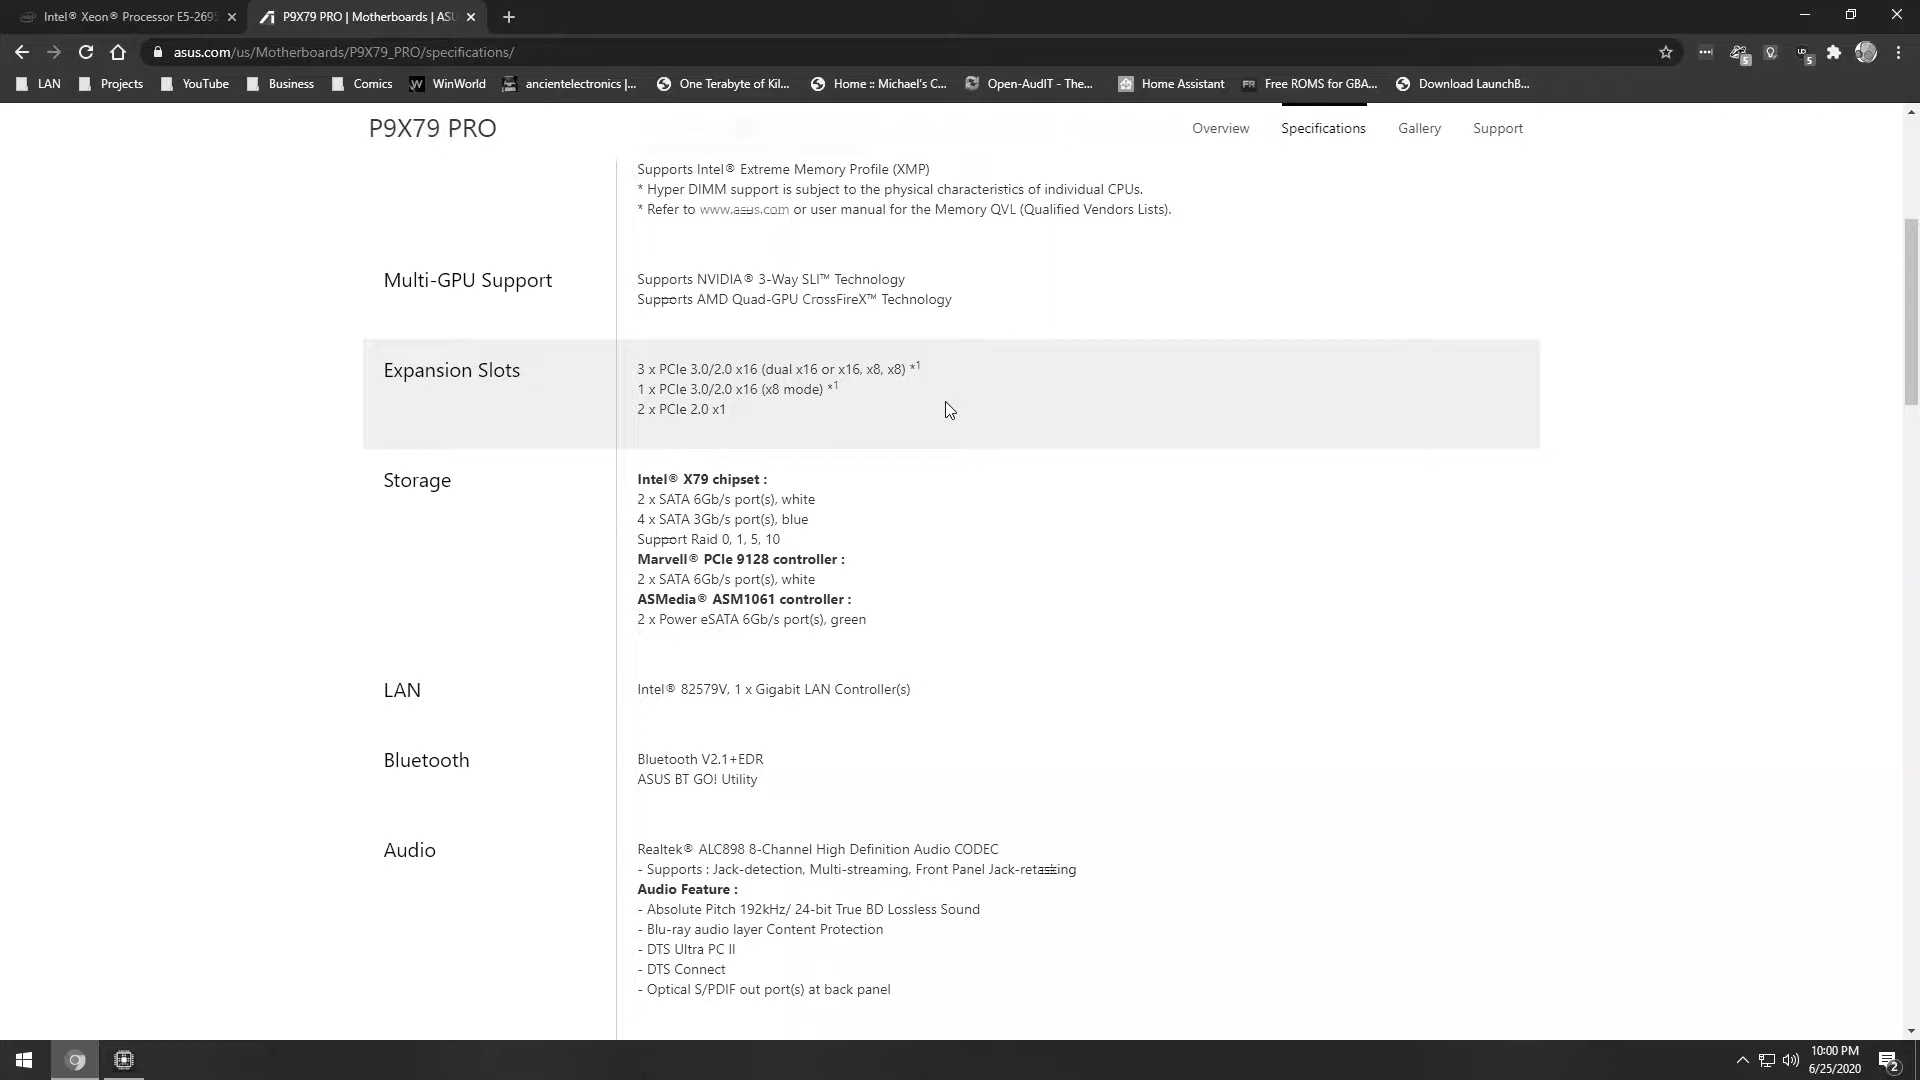 Intel® Xeon® Processor E5-2695
P9X79 PRO | Motherboards | ASU
asus.com/us/Motherboards/P9X79_PRO/specifications/
5
5
LAN
Projects
YouTube
Business
Comics
WinWorld
ancientelectronics |...
One Terabyte of Kil...
Home :: Michael's C...
Open-AudIT - The...
Home Assistant
Free ROMS for GBA...
Download LaunchB...
P9X79 PRO
Overview
Specifications
Gallery
Support
Supports Intel® Extreme Memory Profile (XMP)
* Hyper DIMM support is subject to the physical characteristics of individual CPUs.
* Refer to www.asus.com or user manual for the Memory QVL (Qualified Vendors Lists).
Multi-GPU Support
Supports NVIDIA® 3-Way SLI™ Technology
Supports AMD Quad-GPU CrossFireX™ Technology
Expansion Slots
3 x PCIe 3.0/2.0 x16 (dual x16 or x16, x8, x8) *1
1 x PCIe 3.0/2.0 x16 (x8 mode) *1
2 x PCIe 2.0 x1
Storage
Intel® X79 chipset :
2 x SATA 6Gb/s port(s), white
4 x SATA 3Gb/s port(s), blue
Support Raid 0, 1, 5, 10
Marvell® PCIe 9128 controller :
2 x SATA 6Gb/s port(s), white
ASMedia® ASM1061 controller :
2 x Power eSATA 6Gb/s port(s), green
LAN
Intel® 82579V, 1 x Gigabit LAN Controller(s)
Bluetooth
Bluetooth V2.1+EDR
ASUS BT GO! Utility
Audio
Realtek® ALC898 8-Channel High Definition Audio CODEC
- Supports : Jack-detection, Multi-streaming, Front Panel Jack-retasking
Audio Feature :
- Absolute Pitch 192kHz/ 24-bit True BD Lossless Sound
- Blu-ray audio layer Content Protection
- DTS Ultra PC II
- DTS Connect
- Optical S/PDIF out port(s) at back panel
10:00 PM
6/25/2020
2